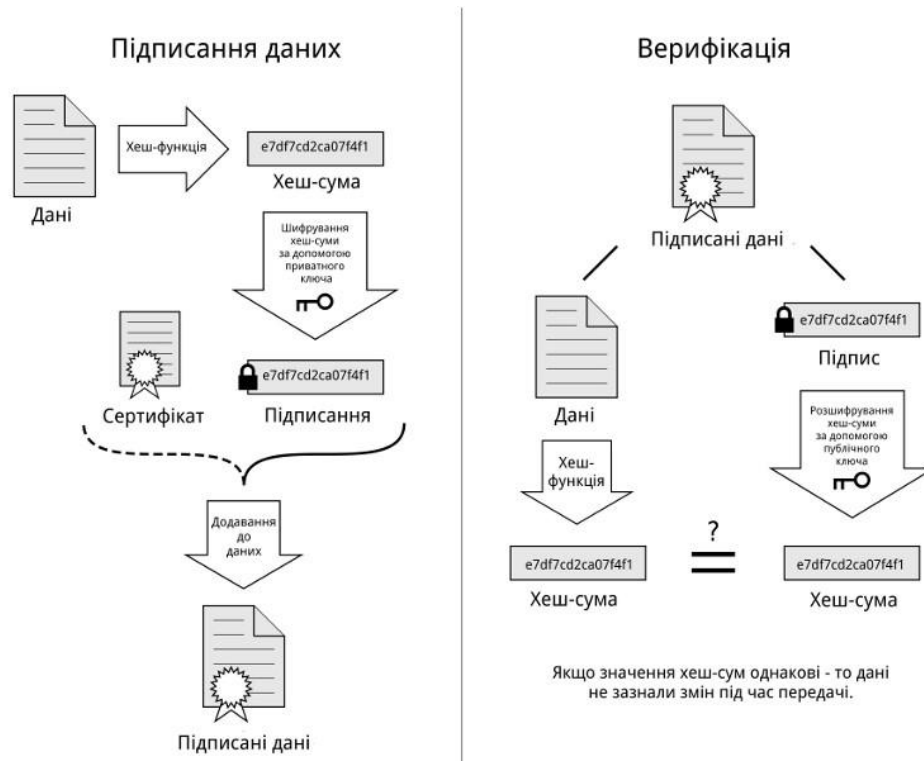 Підписання даних
Хеш-функція
e7df7cd2ca07f4f1
Хеш-сума
Дані
Шифрування
хеш-суми
за допомогою
приватного
ключа
e7df7cd2ca07f4f1
Сертифікат
Підписання
Додавання
до
даних
Підписані дані
Верифікація
Підписані дані
Дані
e7df7cd2ca07f4f1
Підпис
Хеш-
функція
Розшифрування
хеш-суми
за допомогою
публічного
ключа
?
e7df7cd2ca07f4f1
Хеш-сума
e7df7cd2ca07f4f1
Хеш-сума
Якщо значення хеш-сум однакові - то дані
не зазнали змін під час передачі.